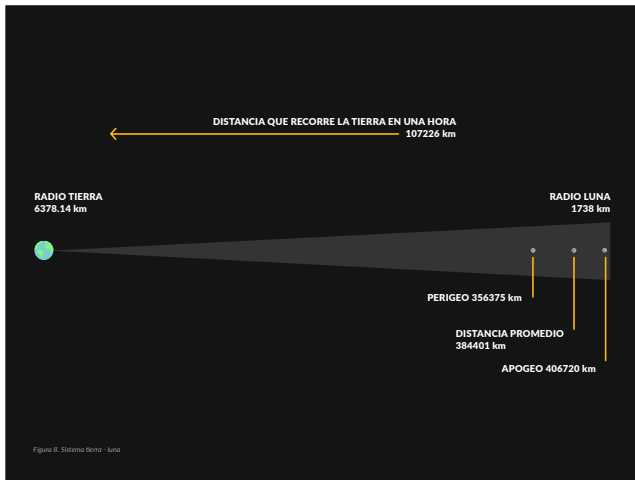 DISTANCIA QUE RECORRE LA TIERRA EN UNA HORA
107226 km
RADIO TIERRA
6378.14 km
RADIO LUNA
1738 km
PERIGEO 356375 km
DISTANCIA PROMEDIO
384401 km
APOGEO 406720 km
Figura 8. Sistema tierra - luna